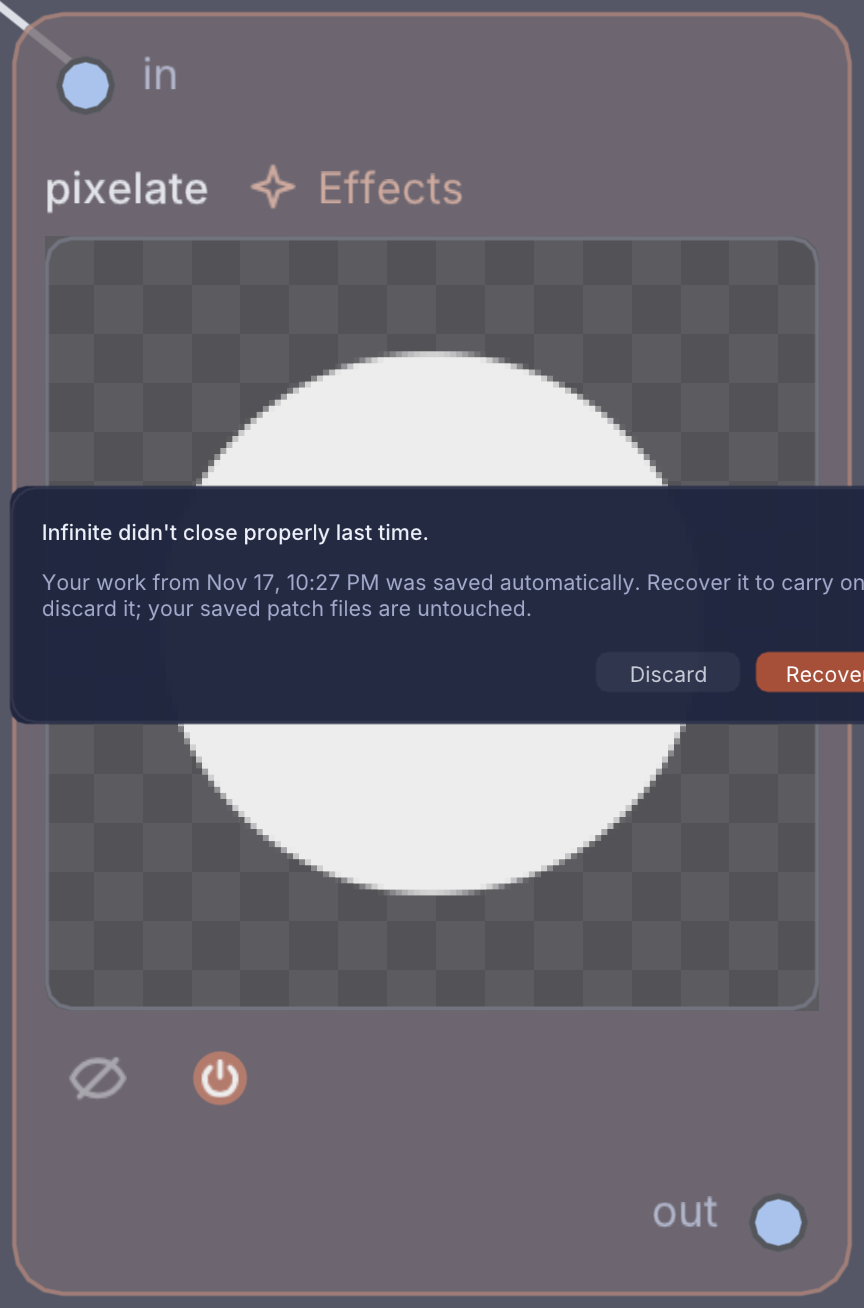 in
pixelate Effects
Infinite didn't close properly last time.
Your work from Nov 17, 10:27 PM was saved automatically. Recover it to carry on
discard it; your saved patch files are untouched.
Discard Recove
out